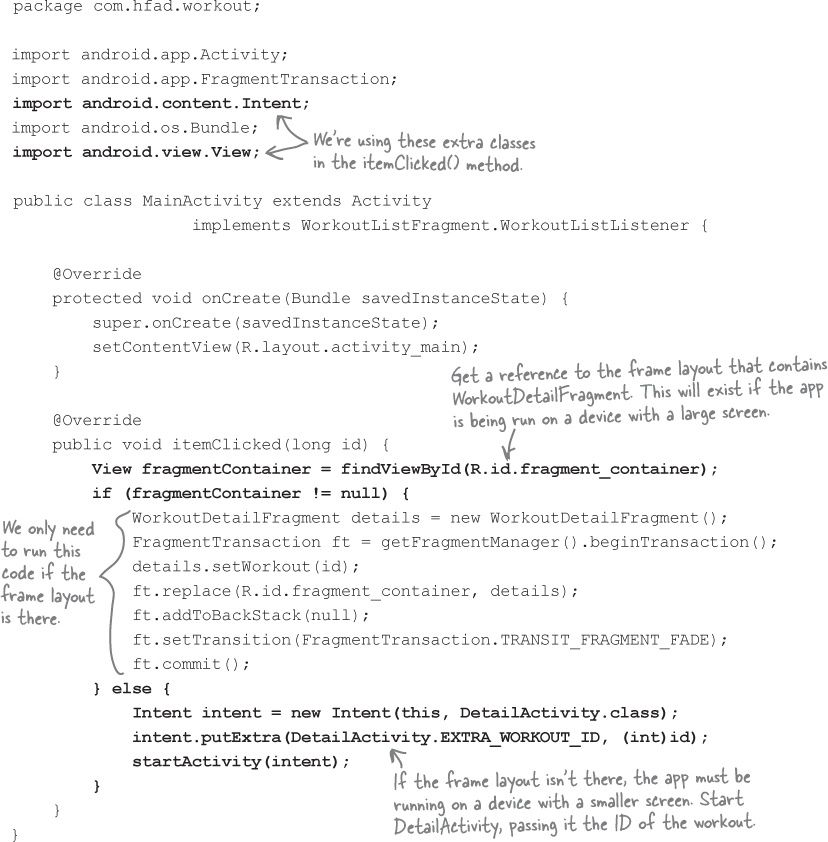 package com.hfad.workout;
import android.app.Activity;
import android.app.FragmentTransaction;
import android.content.Intent;
import android.os.Bundle;
import android.view.View;
We're using these extra classes
in the itemClicked() method.
public class MainActivity extends Activity
implements WorkoutListFragment.WorkoutListListener {
@Override
protected void onCreate(Bundle savedInstanceState) {
super.onCreate(savedInstanceState);
setContentView(R.layout.activity_main);
}
Get a reference to the frame layout that contains
WorkoutDetailFragment. This will exist if the app
is being run on a device with a large screen.
@Override
public void itemClicked(long id) {
View fragmentContainer = findViewById(R.id.fragment_container);
if (fragmentContainer != null) {
We only need
to run this
code if the
frame layout
is there.
WorkoutDetailFragment details = new WorkoutDetailFragment();
FragmentTransaction ft = getFragmentManager().beginTransaction();
details.setWorkout(id);
ft.replace(R.id.fragment_container, details);
ft.addToBackStack(null);
ft.setTransition(FragmentTransaction.TRANSIT_FRAGMENT_FADE);
ft.commit();
} else {
Intent intent = new Intent(this, DetailActivity.class);
intent.putExtra(DetailActivity.EXTRA_WORKOUT_ID, (int)id);
startActivity(intent);
}
If the frame layout isn't there, the app must be
running on a device with a smaller screen. Start
DetailActivity, passing it the ID of the workout.
}
}